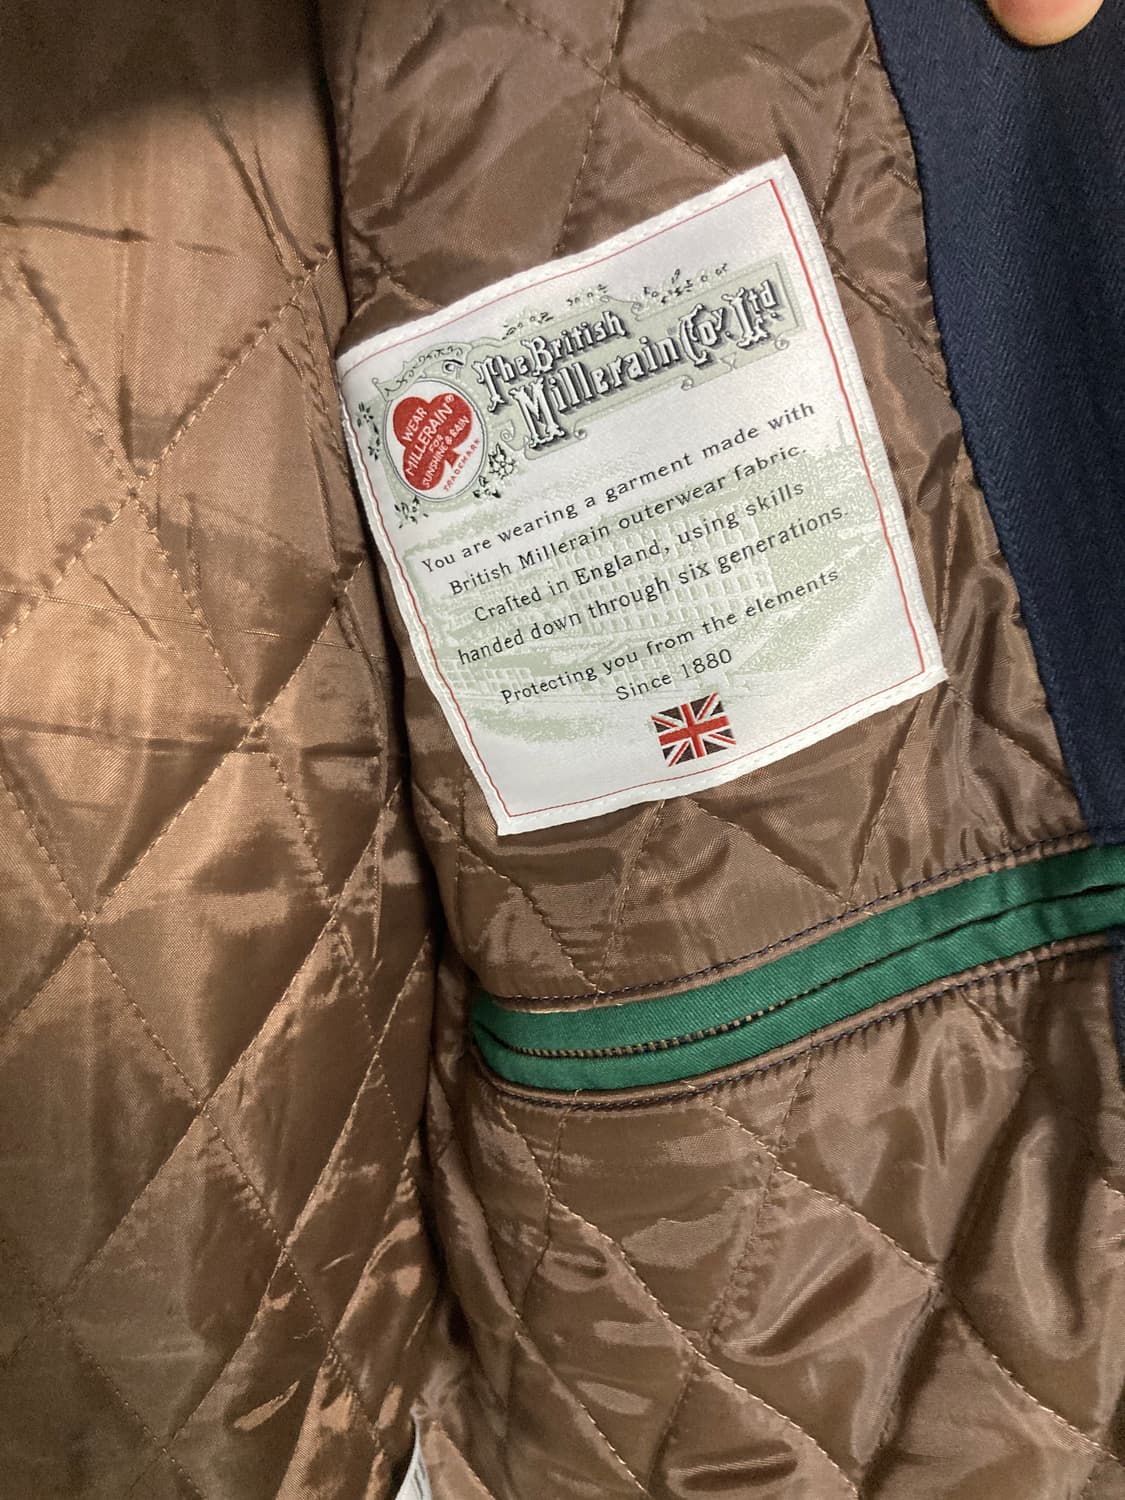 The British
Millerain Coy. Ltd.
WEAR
MILLERAIN®
FOR
SUNSHINE & RAIN
TRADEMARK
You are wearing a garment made with
British Millerain outerwear fabric.
Crafted in England, using skills
handed down through six generations.
Protecting you from the elements
Since 1880